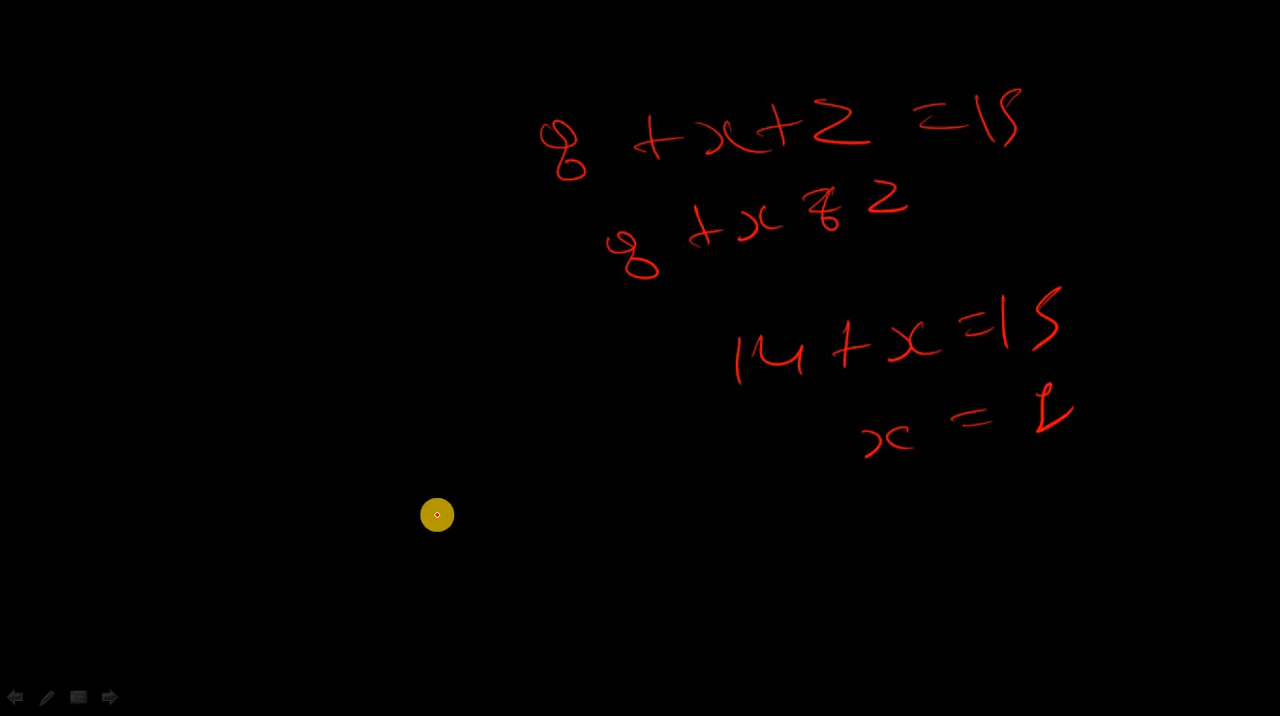 8 + x + 2 = 15
8 + x 8 2
14 + x = 15
x = 1